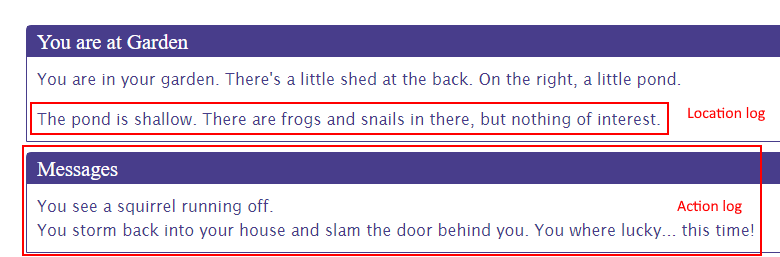 You are at Garden
You are in your garden. There's a little shed at the back. On the right, a little pond.
The pond is shallow. There are frogs and snails in there, but nothing of interest.
Location log
Messages
You see a squirrel running off.
Action log
You storm back into your house and slam the door behind you. You where lucky... this time!